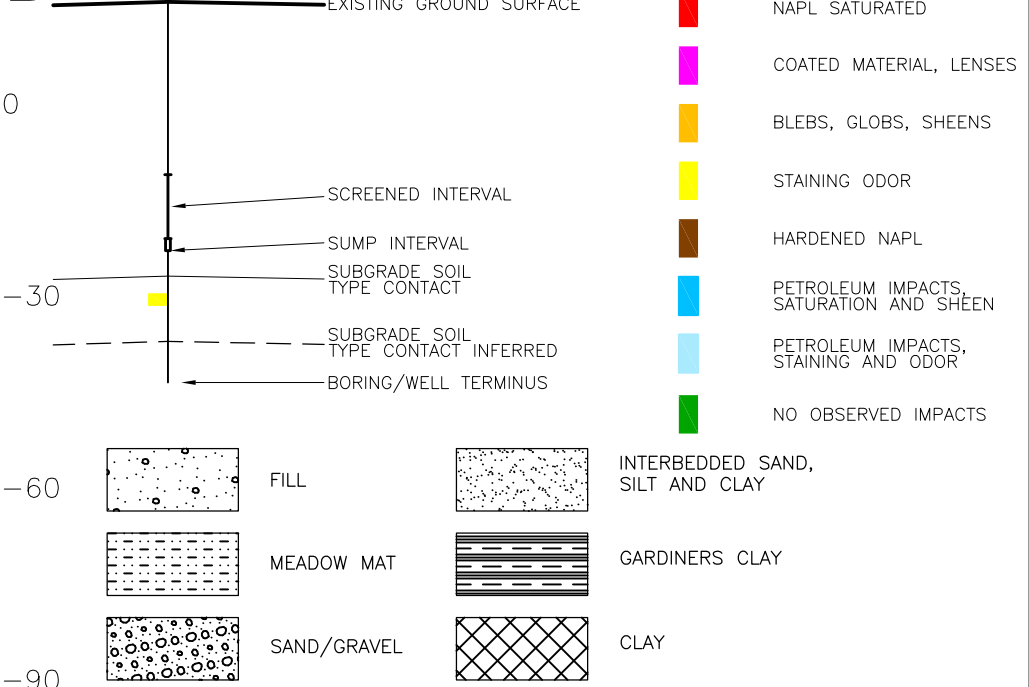 EXISTING GROUND SURFACE
0
SCREENED INTERVAL
SUMP INTERVAL
SUBGRADE SOIL
TYPE CONTACT
-30
SUBGRADE SOIL
TYPE CONTACT INFERRED
BORING/WELL TERMINUS
NAPL SATURATED
COATED MATERIAL, LENSES
BLEBS, GLOBS, SHEENS
STAINING ODOR
HARDENED NAPL
PETROLEUM IMPACTS,
SATURATION AND SHEEN
PETROLEUM IMPACTS,
STAINING AND ODOR
NO OBSERVED IMPACTS
-60
FILL
INTERBEDDED SAND,
SILT AND CLAY
MEADOW MAT
GARDINERS CLAY
SAND/GRAVEL
CLAY
-90